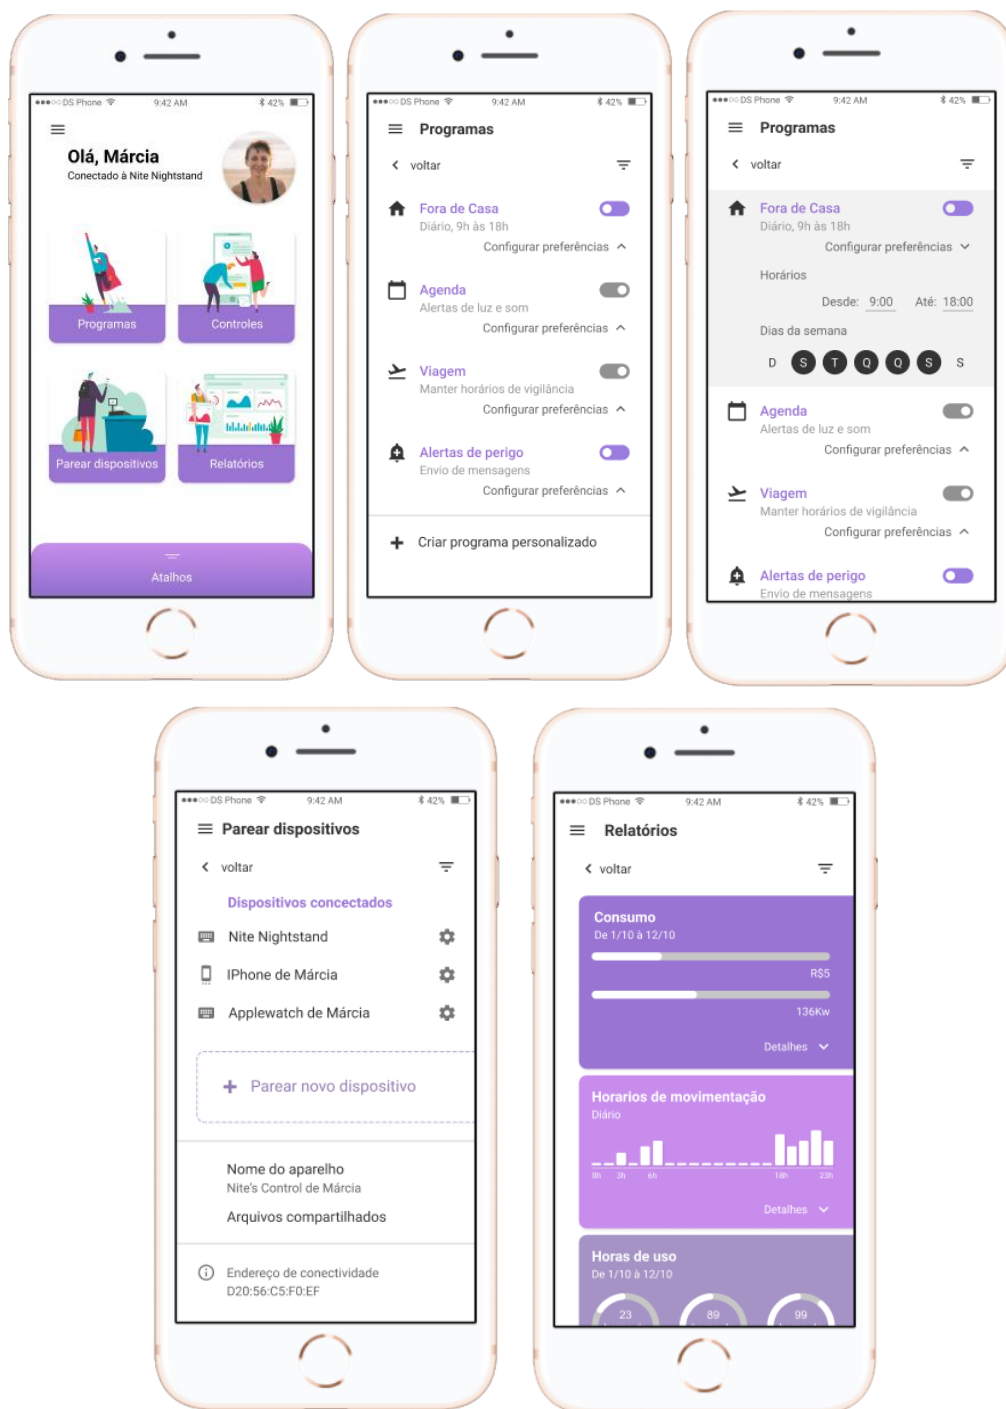 DS Phone 9:42 AM 42%
Olá, Márcia
Conectado à Nite Nightstand
Programas
Controles
Parear dispositivos
Relatórios
Atalhos
DS Phone 9:42 AM 42%
Programas
voltar
Fora de Casa
Diário, 9h às 18h
Configurar preferências
Agenda
Alertas de luz e som
Configurar preferências
Viagem
Manter horários de vigilância
Configurar preferências
Alertas de perigo
Envio de mensagens
Configurar preferências
+ Criar programa personalizado
DS Phone 9:42 AM 42%
Programas
voltar
Fora de Casa
Diário, 9h às 18h
Configurar preferências
Horários
Desde: 9:00 Até: 18:00
Dias da semana
D S T Q Q S S
Agenda
Alertas de luz e som
Configurar preferências
Viagem
Manter horários de vigilância
Configurar preferências
Alertas de perigo
Envio de mensagens
DS Phone 9:42 AM 42%
Parear dispositivos
voltar
Dispositivos concectados
Nite Nightstand
IPhone de Márcia
Applewatch de Márcia
+ Parear novo dispositivo
Nome do aparelho
Nite's Control de Márcia
Arquivos compartilhados
Endereço de conectividade
D20:56:C5:F0:EF
DS Phone 9:42 AM 42%
Relatórios
voltar
Consumo
De 1/10 à 12/10
R$5
136Kw
Detalhes
Horarios de movimentação
Diário
0h 3h 6h 18h 23h
Detalhes
Horas de uso
De 1/10 à 12/10
23 89 99